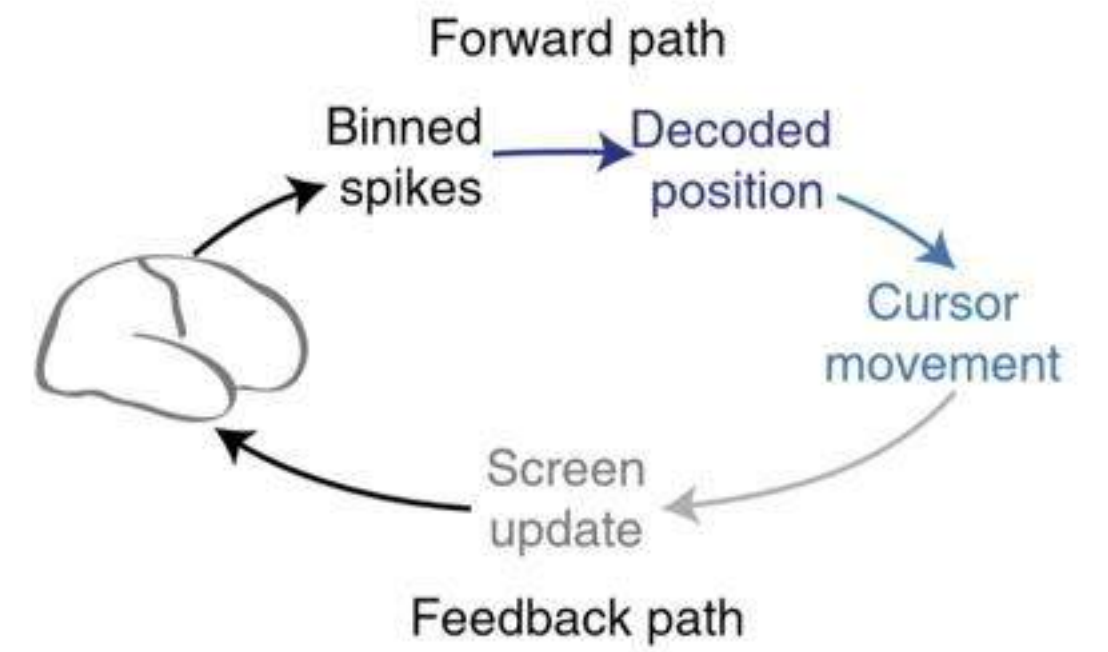 Forward path
Binned
spikes
Decoded
position
Cursor
movement
Screen
update
Feedback path